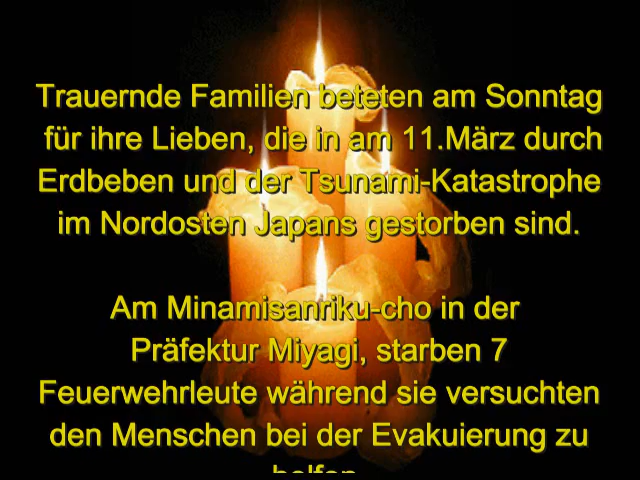 Trauernde Familien beteten am Sonntag
für ihre Lieben, die in am 11.März durch
Erdbeben und der Tsunami-Katastrophe
im Nordosten Japans gestorben sind.
Am Minamisanriku-cho in der
Präfektur Miyagi, starben 7
Feuerwehrleute während sie versuchten
den Menschen bei der Evakuierung zu
helfen